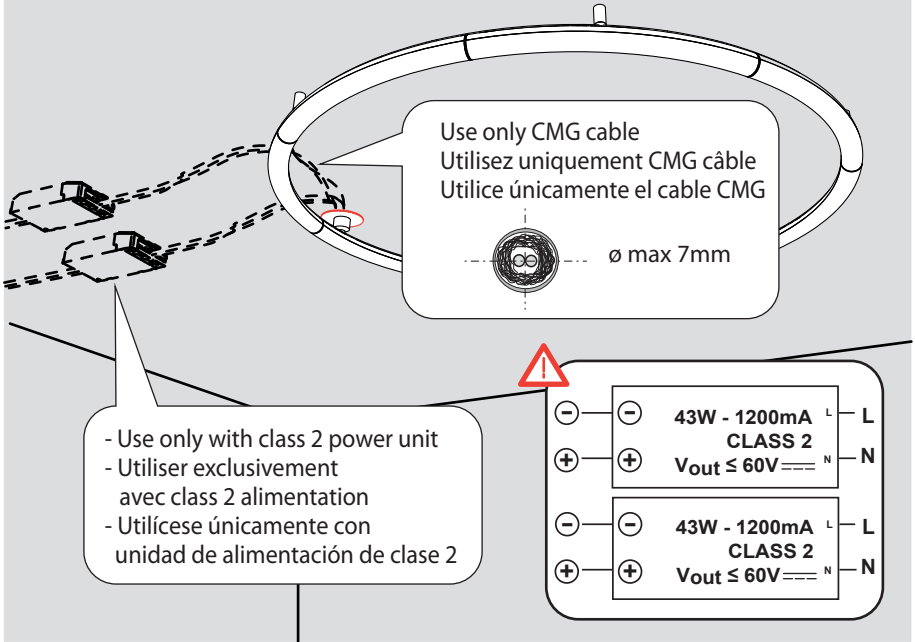 Use only CMG cable
Utilisez uniquement CMG câble
Utilice únicamente el cable CMG
ø max 7mm
- Use only with class 2 power unit
- Utiliser exclusivement
avec class 2 alimentation
- Utilícese únicamente con
unidad de alimentación de clase 2
43W - 1200mA L L
CLASS 2
Vout ≤ 60V N N
43W - 1200mA L L
CLASS 2
Vout ≤ 60V N N